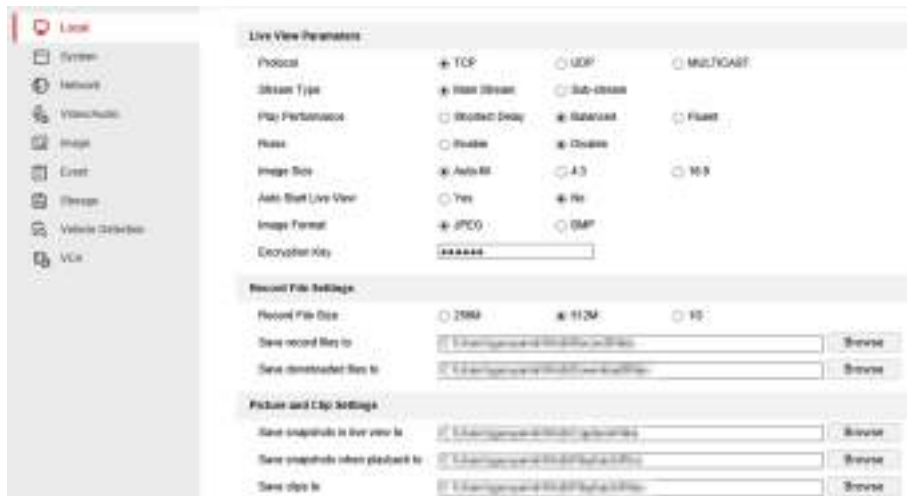 Local
System
Network
Video/Audio
Image
Event
Storage
Vehicle Detection
VCA
Live View Parameters
Protocol TCP UDP MULTICAST
Stream Type Main Stream Sub-stream
Play Performance Shortest Delay Balanced Fluent
Rules Enable Disable
Image Size Auto-fill 4:3 16:9
Auto Start Live View Yes No
Image Format JPEG BMP
Encryption Key ••••••
Record File Settings
Record File Size 256M 512M 1G
Save record files to Browse
Save downloaded files to Browse
Picture and Clip Settings
Save snapshots in live view to Browse
Save snapshots when playback to Browse
Save clips to Browse